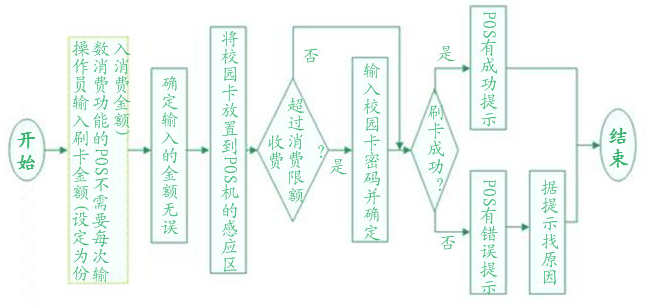 开始
操作员输入刷卡金额(设定为份
数消费功能的POS不需要每次输
入消费金额)
确定输入的金额无误
将校园卡放置到POS机的感应区
收费
超过消费限额
?
否
是
输入校园卡密码并确定
刷卡成功?
是
否
POS有成功提示
POS有错误提示
据提示找原因
结束